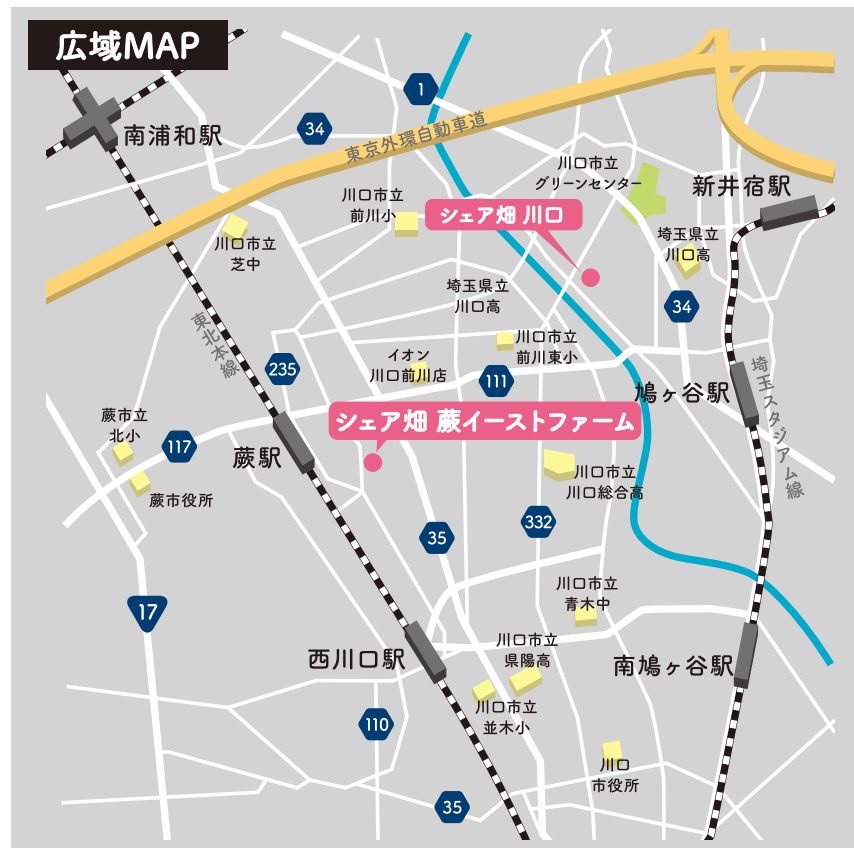 広域MAP
1
34
南浦和駅
東京外環自動車道
川口市立
グリーンセンター
新井宿駅
川口市立
前川小
シェア畑 川口
川口市立
芝中
埼玉県立
川口高
埼玉県立
川口高
34
東北本線
川口市立
前川東小
イオン
川口前川店
235
111
鳩ヶ谷駅
埼玉スタジアム線
シェア畑 蕨イーストファーム
蕨市立
北小
117
蕨駅
蕨市役所
川口市立
川口総合高
332
35
17
川口市立
青木中
川口市立
県陽高
西川口駅
南鳩ヶ谷駅
川口市立
並木小
110
川口
市役所
35